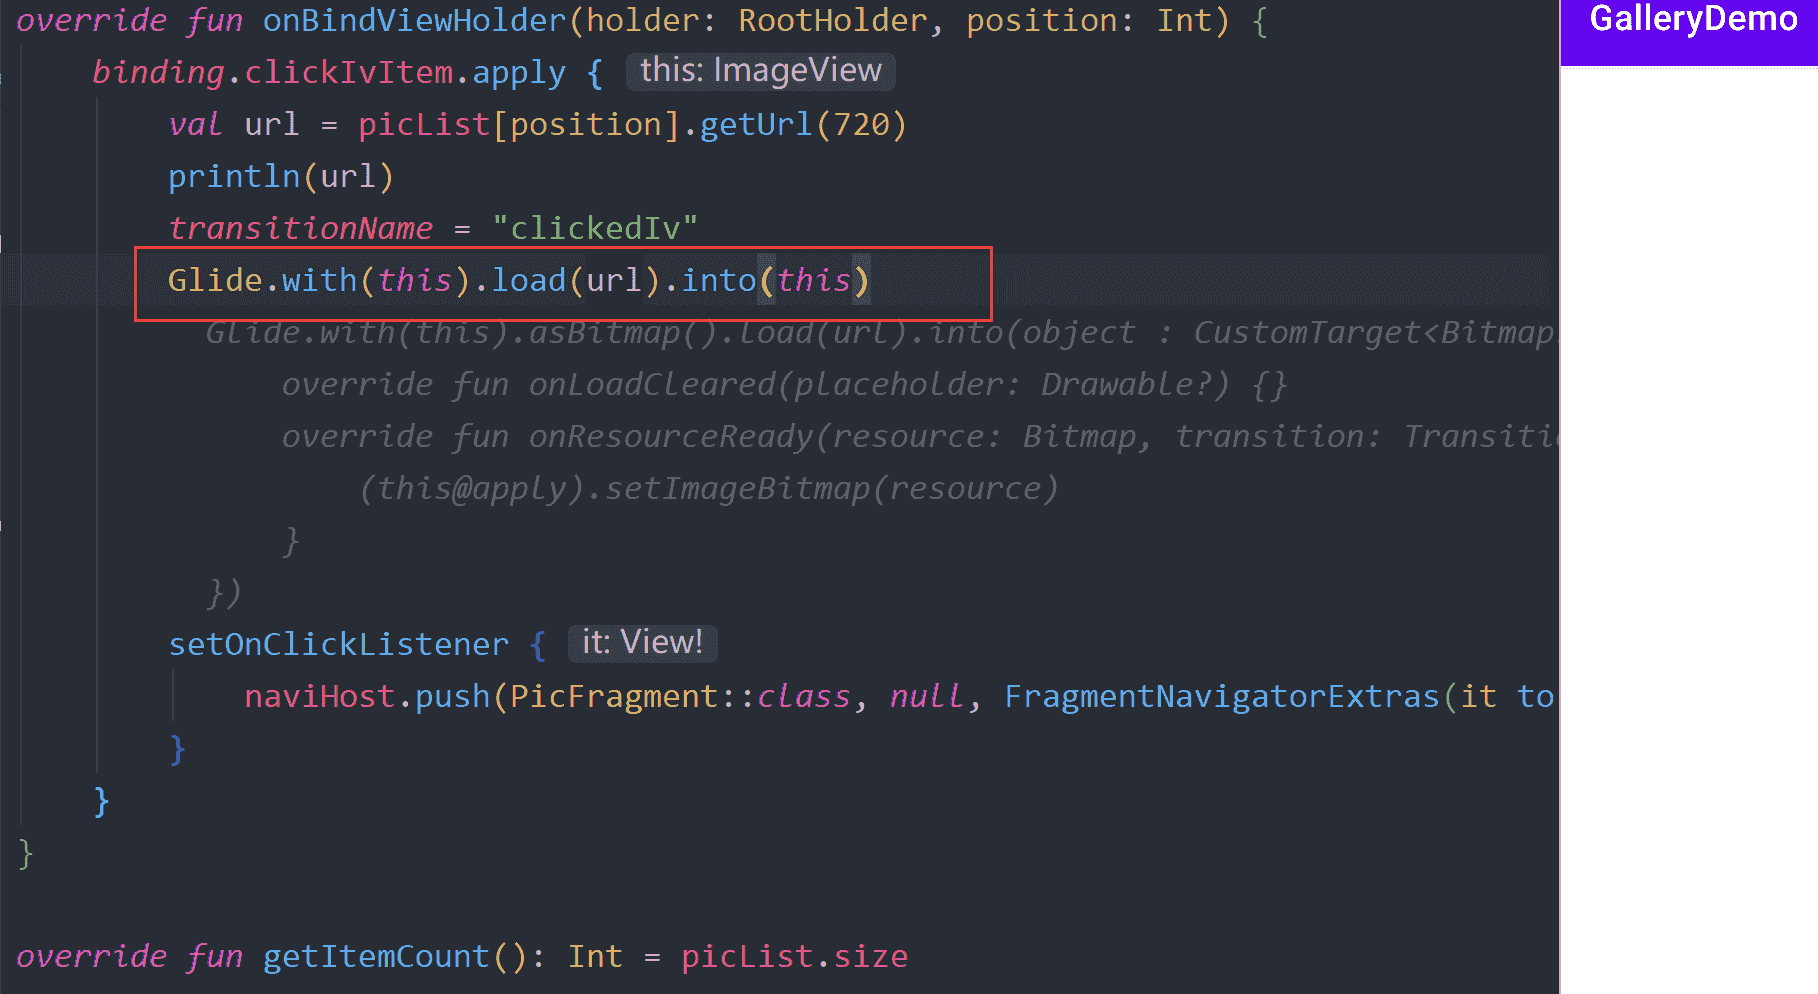 override fun onBindViewHolder(holder: RootHolder, position: Int) {
GalleryDemo
binding.clickIvItem.apply { this: ImageView
val url = picList[position].getUrl(720)
println(url)
transitionName = "clickedIv"
Glide.with(this).load(url).into(this)
Glide.with(this).asBitmap().load(url).into(object : CustomTarget<Bitmap
override fun onLoadCleared(placeholder: Drawable?) {}
override fun onResourceReady(resource: Bitmap, transition: Transitio
(this@apply).setImageBitmap(resource)
}
})
setOnClickListener { it: View!
naviHost.push(PicFragment::class, null, FragmentNavigatorExtras(it to
}
}
}
override fun getItemCount(): Int = picList.size